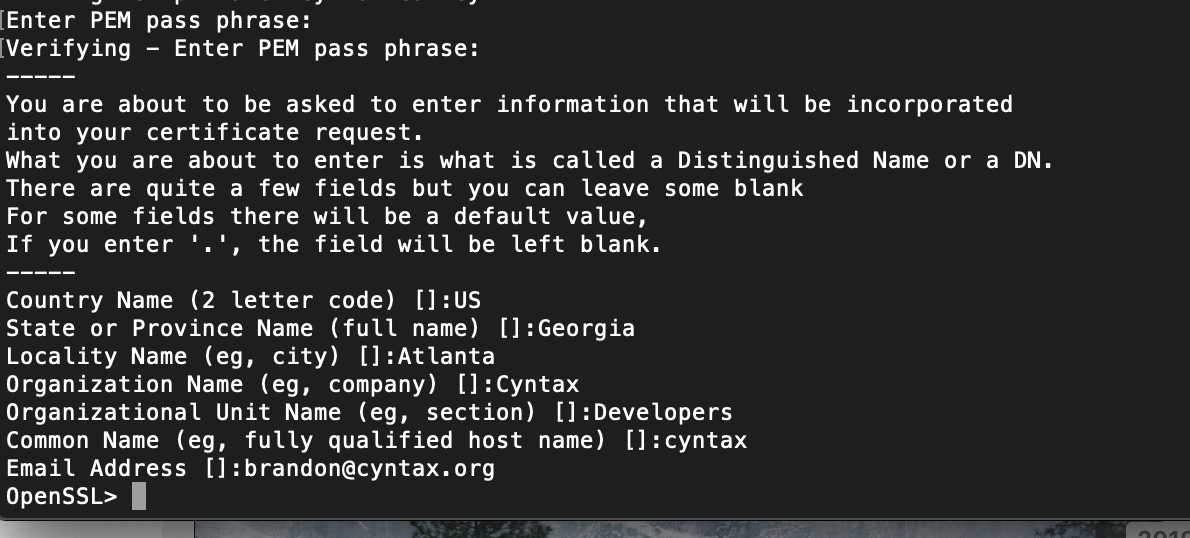 Enter PEM pass phrase:
Verifying - Enter PEM pass phrase:
-----
You are about to be asked to enter information that will be incorporated
into your certificate request.
What you are about to enter is what is called a Distinguished Name or a DN.
There are quite a few fields but you can leave some blank
For some fields there will be a default value,
If you enter '.', the field will be left blank.
-----
Country Name (2 letter code) []:US
State or Province Name (full name) []:Georgia
Locality Name (eg, city) []:Atlanta
Organization Name (eg, company) []:Cyntax
Organizational Unit Name (eg, section) []:Developers
Common Name (eg, fully qualified host name) []:cyntax
Email Address []:brandon@cyntax.org
OpenSSL>